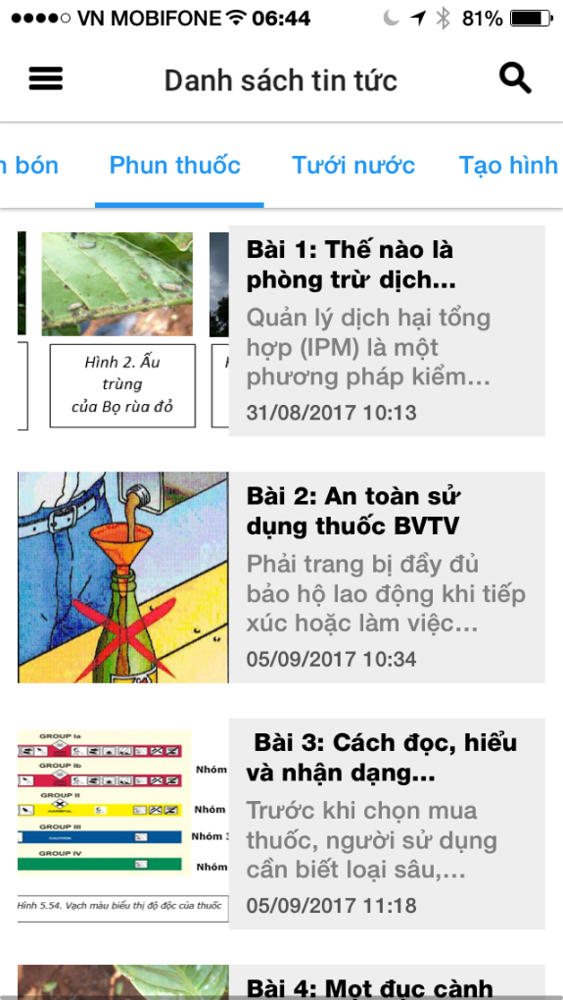 VN MOBIFONE 06:44 81%
Danh sách tin tức
bón Phun thuốc Tưới nước Tạo hình
Hình 2. Ấu
trùng
của Bọ rùa đỏ
Bài 1: Thế nào là
phòng trừ dịch...
Quản lý dịch hại tổng
hợp (IPM) là một
phương pháp kiểm...
31/08/2017 10:13
Bài 2: An toàn sử
dụng thuốc BVTV
Phải trang bị đầy đủ
bảo hộ lao động khi tiếp
xúc hoặc làm việc...
05/09/2017 10:34
GROUP Ia
Nhóm
GROUP Ib
Nhóm
GROUP II
HARMFUL
Nhóm
GROUP III
CAUTION
Nhóm 3
GROUP IV
Nhóm
Hình 5.54. Vạch màu biểu thị độ độc của thuốc
Bài 3: Cách đọc, hiểu
và nhận dạng...
Trước khi chọn mua
thuốc, người sử dụng
cần biết loại sâu,...
05/09/2017 11:18
Bài 4: Mọt đục cành